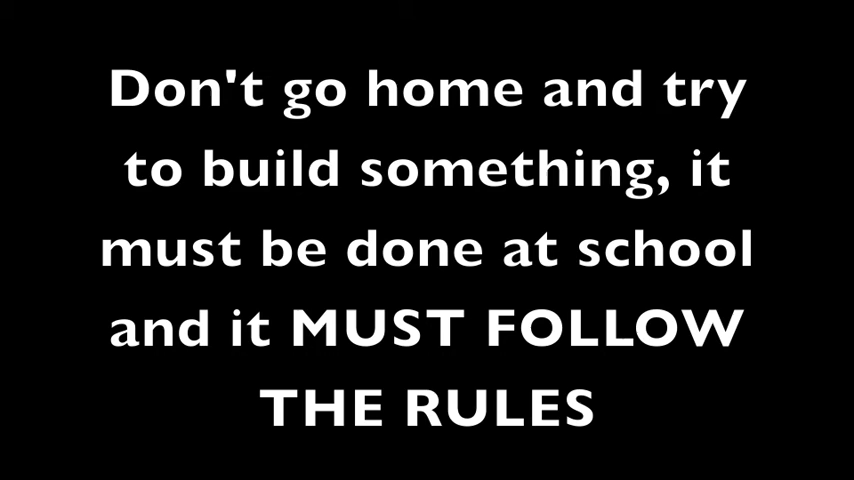 Don't go home and try
to build something, it
must be done at school
and it MUST FOLLOW
THE RULES